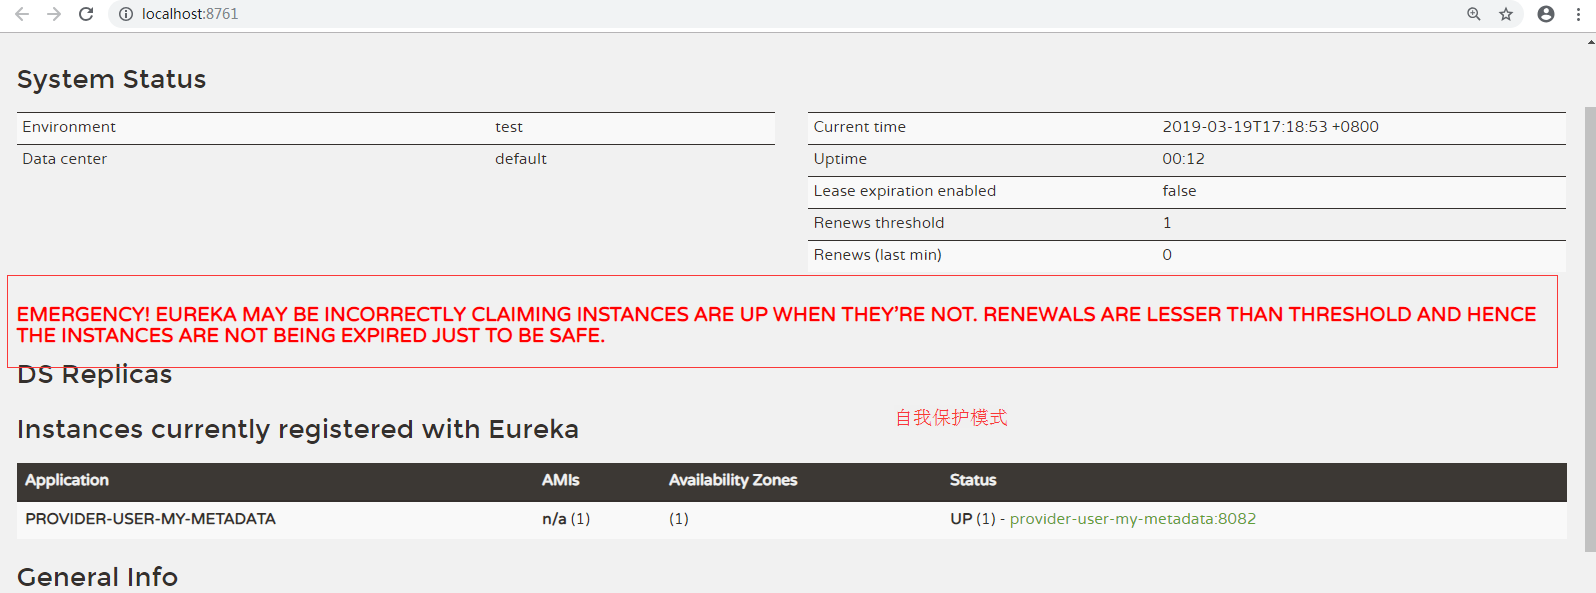 localhost:8761
System Status
Environment test
Data center default
Current time 2019-03-19T17:18:53 +0800
Uptime 00:12
Lease expiration enabled false
Renews threshold 1
Renews (last min) 0
EMERGENCY! EUREKA MAY BE INCORRECTLY CLAIMING INSTANCES ARE UP WHEN THEY'RE NOT. RENEWALS ARE LESSER THAN THRESHOLD AND HENCE
THE INSTANCES ARE NOT BEING EXPIRED JUST TO BE SAFE.
DS Replicas
自我保护模式
Instances currently registered with Eureka
Application AMIs Availability Zones Status
PROVIDER-USER-MY-METADATA n/a (1) (1) UP (1) - provider-user-my-metadata:8082
General Info